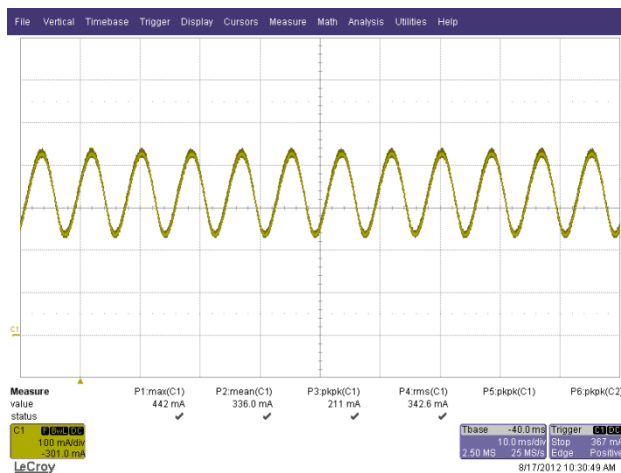 File Vertical Timebase Trigger Display Cursors Measure Math Analysis Utilities Help
C1
Measure P1:max(C1) P2:mean(C1) P3:pkpk(C1) P4:rms(C1) P5:pkpk(C1) P6:pkpk(C2)
value 442 mA 336.0 mA 211 mA 342.6 mA
status
C1 F BwL DC
100 mA/div
-301.0 mA
Tbase -40.0 ms Trigger C1 DC
10.0 ms/div Stop 367 mA
2.50 MS 25 MS/s Edge Positive
LeCroy 8/17/2012 10:30:49 AM